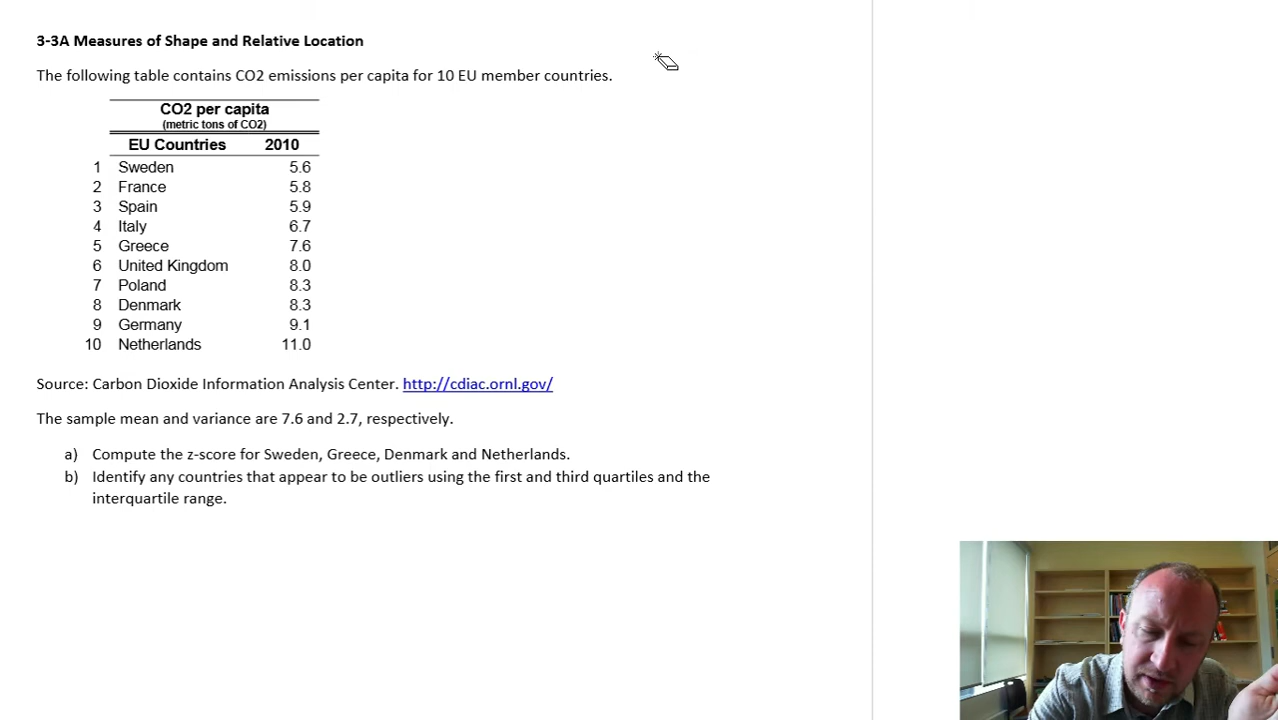 3-3A Measures of Shape and Relative Location
The following table contains CO2 emissions per capita for 10 EU member countries.
CO2 per capita
(metric tons of CO2)
EU Countries 2010
1 Sweden 5.6
2 France 5.8
3 Spain 5.9
4 Italy 6.7
5 Greece 7.6
6 United Kingdom 8.0
7 Poland 8.3
8 Denmark 8.3
9 Germany 9.1
10 Netherlands 11.0
Source: Carbon Dioxide Information Analysis Center. http://cdiac.ornl.gov/
The sample mean and variance are 7.6 and 2.7, respectively.
a) Compute the z-score for Sweden, Greece, Denmark and Netherlands.
b) Identify any countries that appear to be outliers using the first and third quartiles and the
interquartile range.